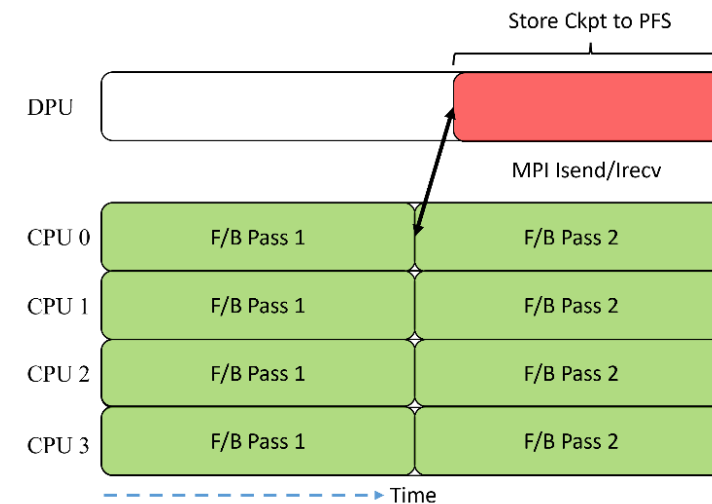 Store Ckpt to PFS
DPU
MPI Isend/Irecv
CPU 0 F/B Pass 1 F/B Pass 2
CPU 1 F/B Pass 1 F/B Pass 2
CPU 2 F/B Pass 1 F/B Pass 2
CPU 3 F/B Pass 1 F/B Pass 2
Time